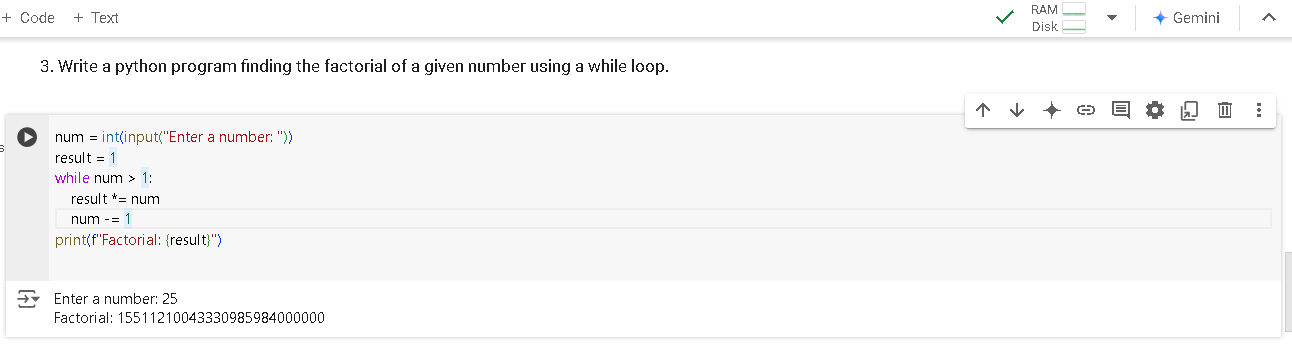 + Code + Text RAM Disk Gemini
3. Write a python program finding the factorial of a given number using a while loop.
num = int(input("Enter a number: "))
result = 1
while num > 1:
result *= num
num -= 1
print(f"Factorial: {result}")
Enter a number: 25
Factorial: 15511210043330985984000000